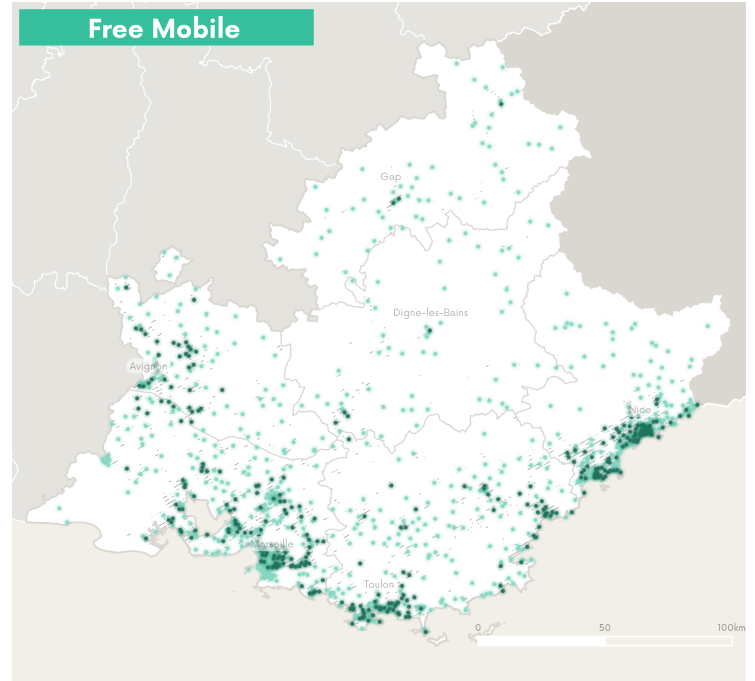 Free Mobile
Gap
Digne-les-Bains
Avignon
Nice
Marseille
Toulon
0 50 100km